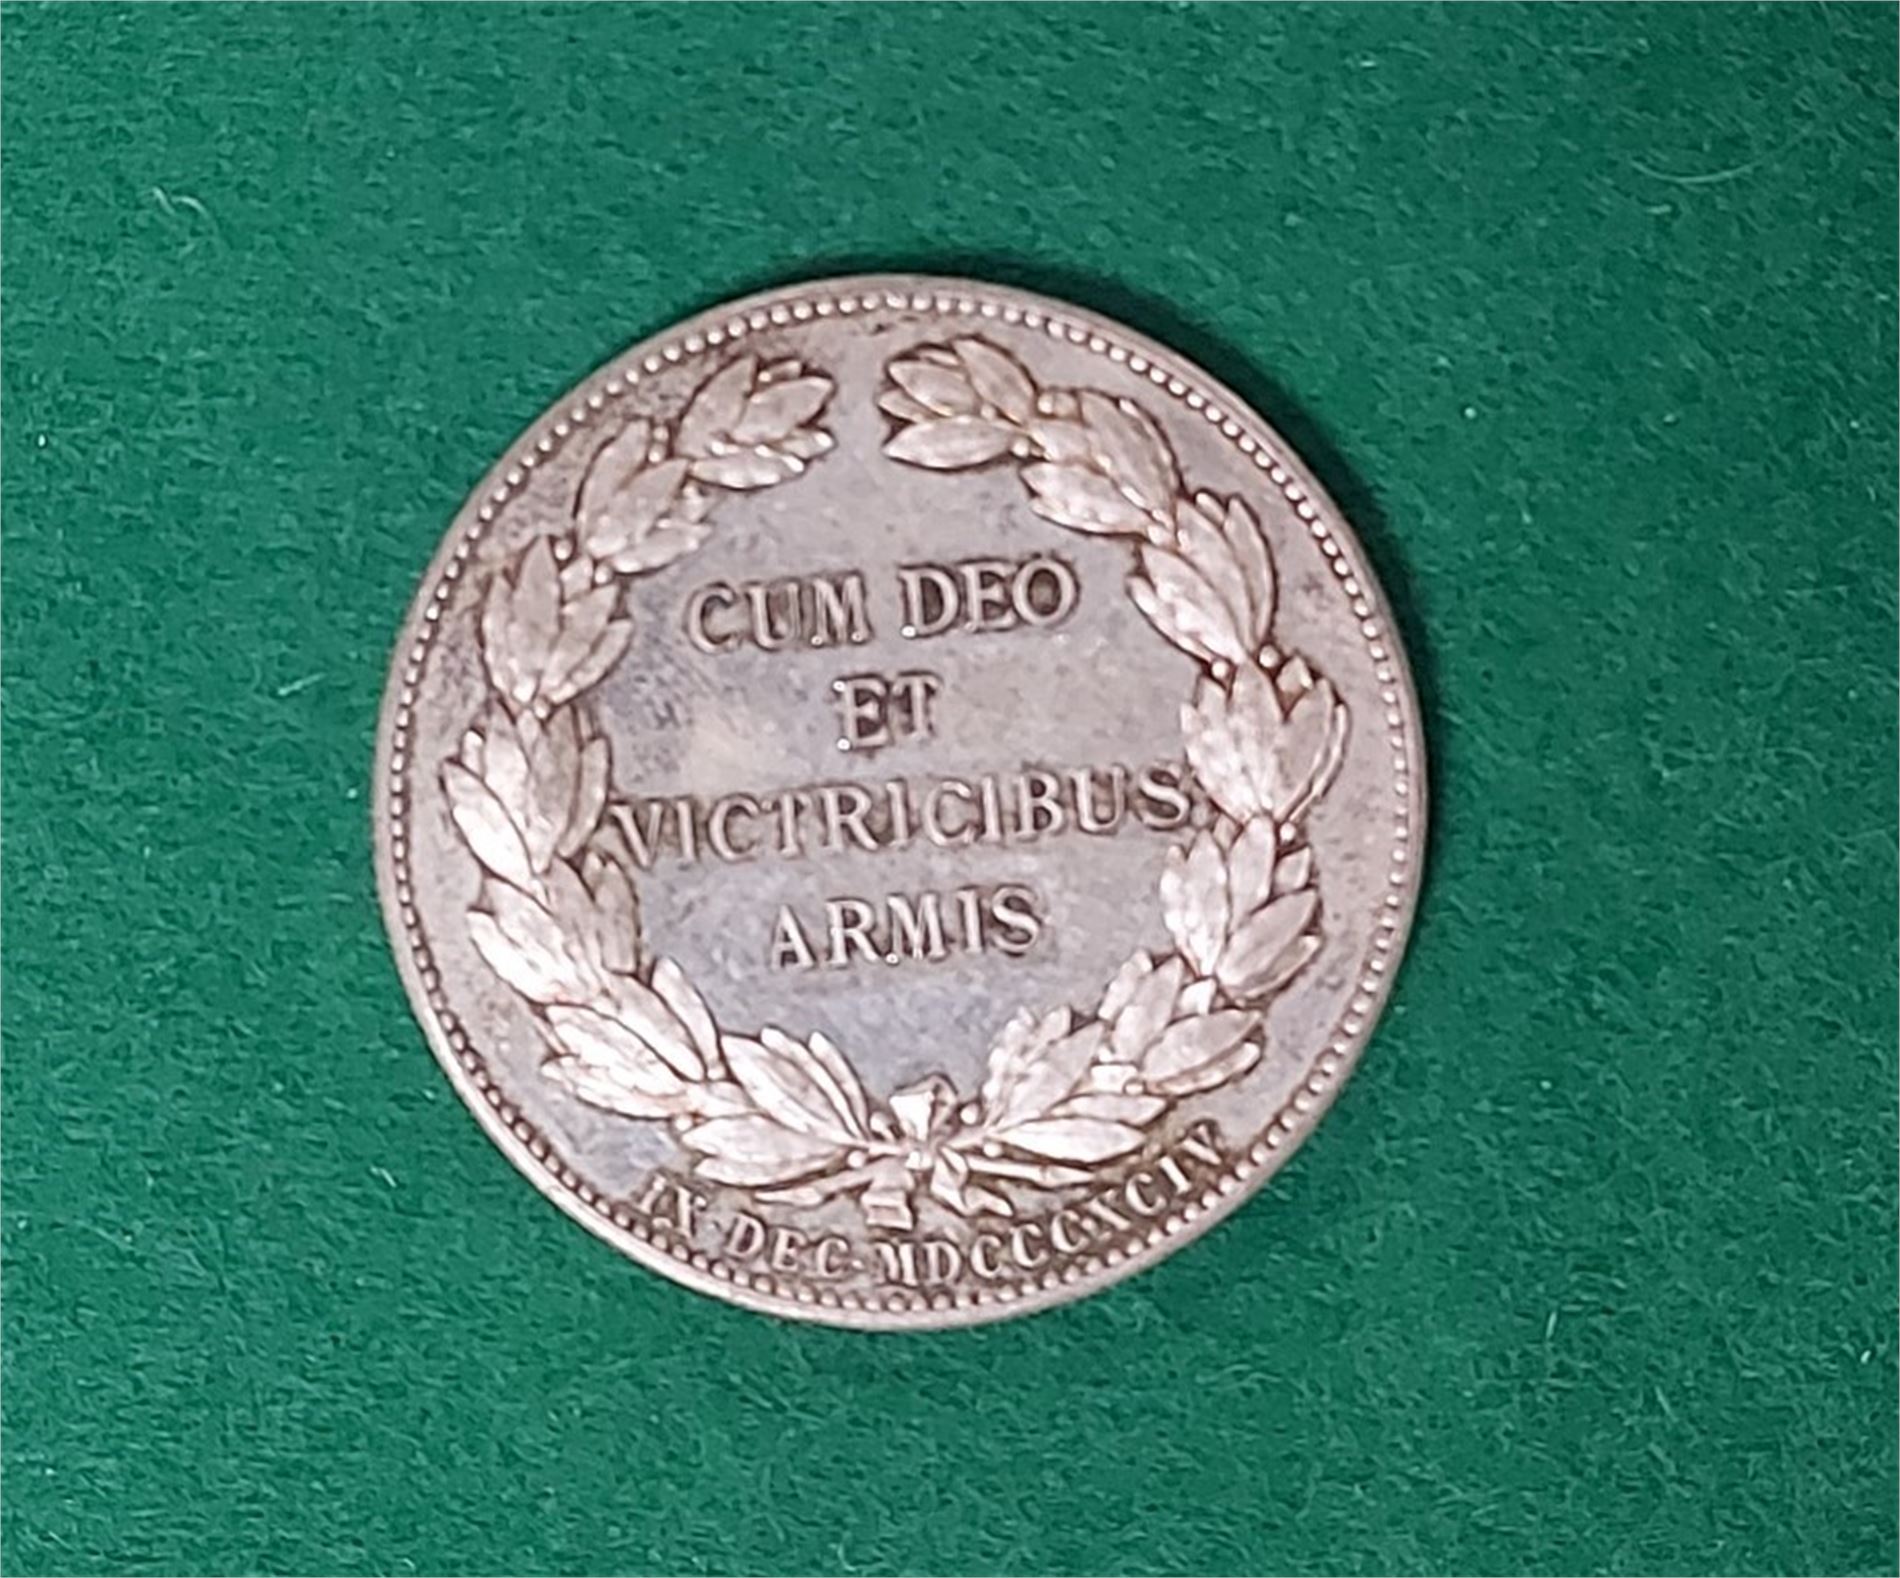 CUM DEO
ET
VICTRICIBUS
ARMIS
IX·DEC·MDCCCXCIV